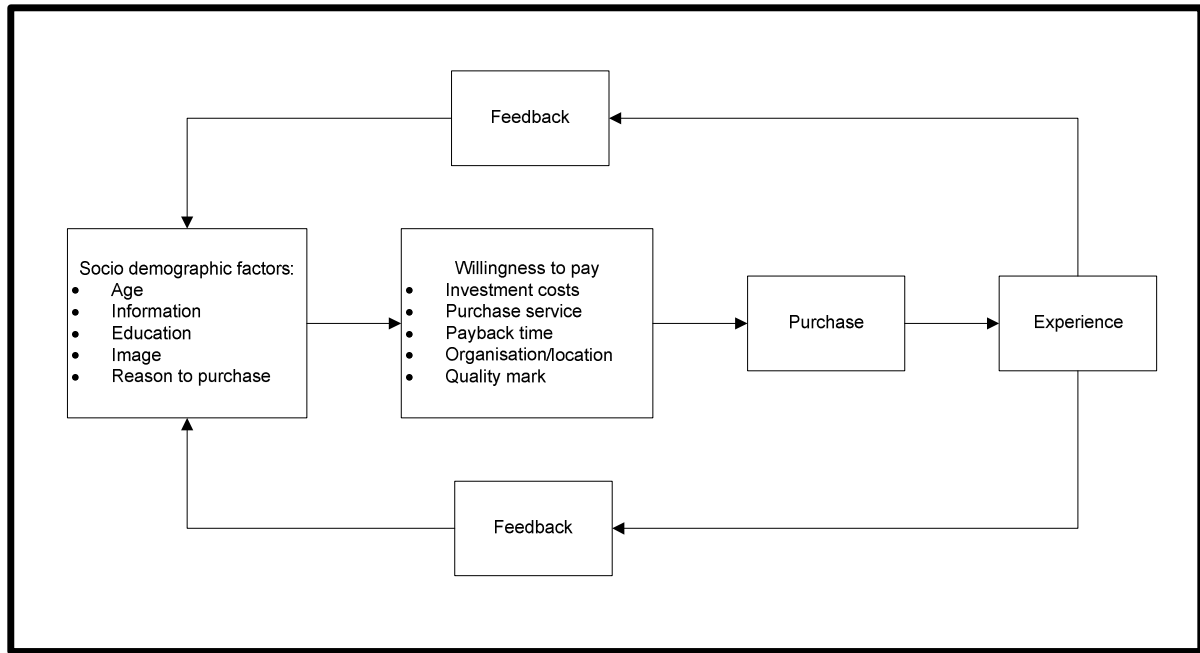 Feedback
Socio demographic factors:
• Age
• Information
• Education
• Image
• Reason to purchase
Willingness to pay
• Investment costs
• Purchase service
• Payback time
• Organisation/location
• Quality mark
Purchase
Experience
Feedback